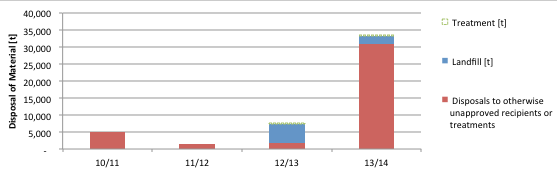 40,000
35,000
30,000
25,000
20,000
15,000
10,000
5,000
-
Disposal of Material [t]
10/11
11/12
12/13
13/14
Treatment [t]
Landfill [t]
Disposals to otherwise
unapproved recipients or
treatments